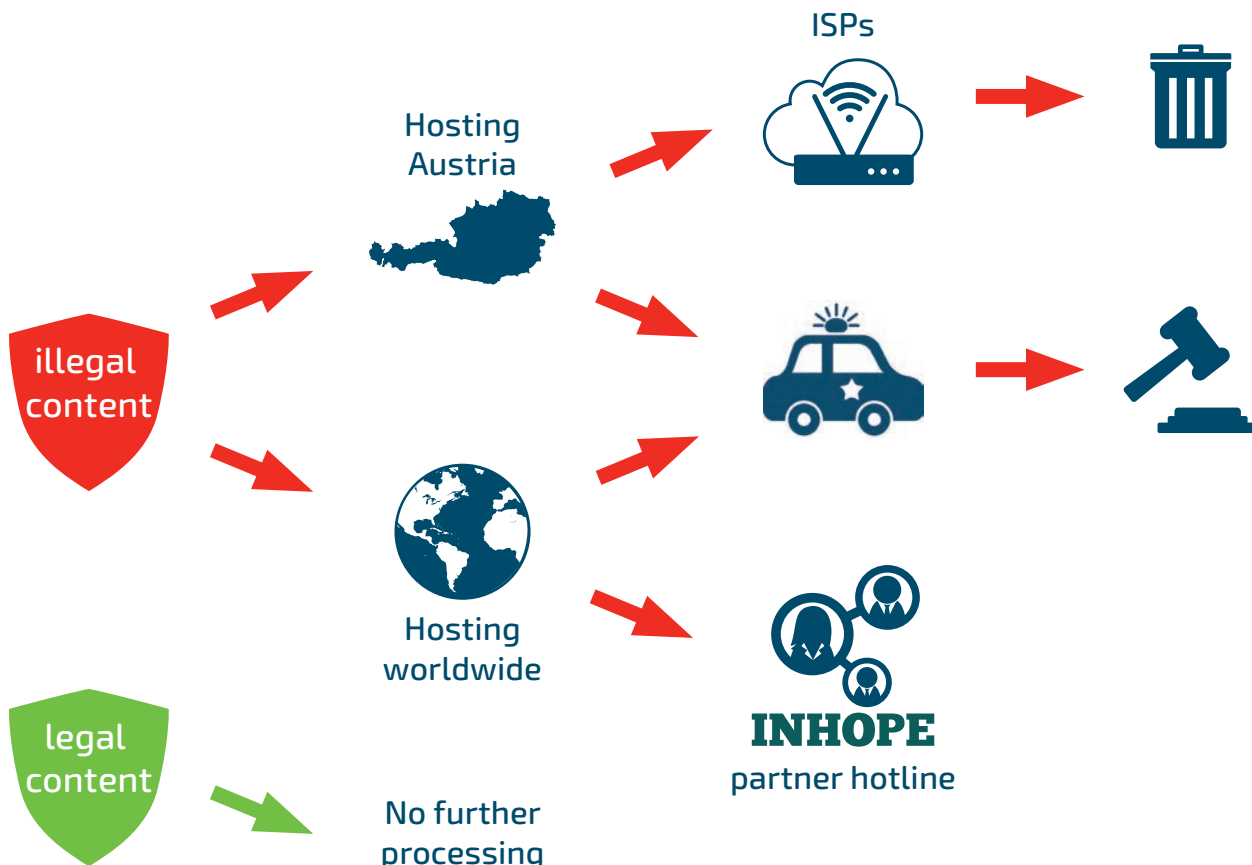 ISPs
Hosting
Austria
illegal
content
Hosting
worldwide
INHOPE
partner hotline
legal
content
No further
processing